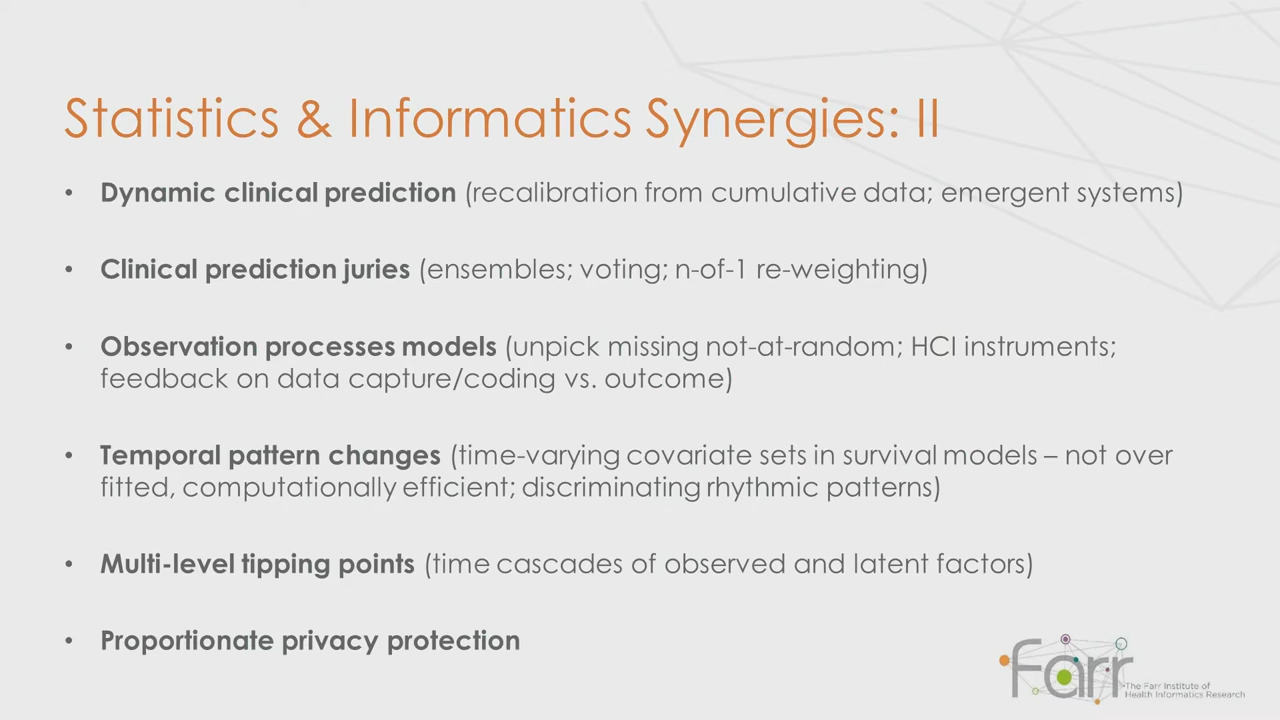 Statistics & Informatics Synergies: II
• Dynamic clinical prediction (recalibration from cumulative data; emergent systems)
• Clinical prediction juries (ensembles; voting; n-of-1 re-weighting)
• Observation processes models (unpick missing not-at-random; HCI instruments;
feedback on data capture/coding vs. outcome)
• Temporal pattern changes (time-varying covariate sets in survival models – not over
fitted, computationally efficient; discriminating rhythmic patterns)
• Multi-level tipping points (time cascades of observed and latent factors)
• Proportionate privacy protection
farr
The Farr Institute of
Health Informatics Research